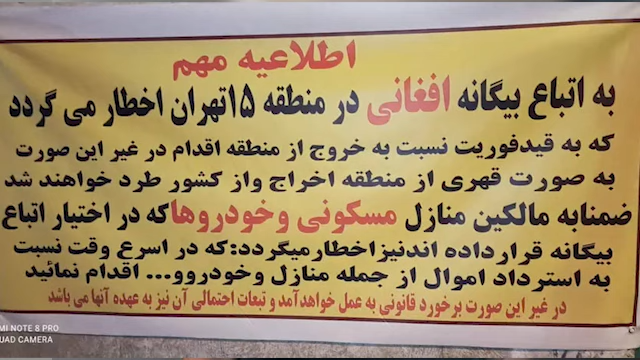 اطلاعیه مهم
به اتباع بیگانه افغانی در منطقه ۱۵تهران اخطار می گردد
که به قیدفوریت نسبت به خروج از منطقه اقدام در غیر این صورت
به صورت قهری از منطقه اخراج واز کشور طرد خواهند شد
ضمنابه مالکین منازل مسکونی وخودروهاکه در اختیار اتباع
بیگانه قرارداده اندنیزاخطارمیگردد:که در اسرع وقت نسبت
به استرداد اموال از جمله منازل وخودروو... اقدام نمائید
در غیر این صورت برخورد قانونی به عمل خواهدآمد و تبعات احتمالی آن نیز به عهده آنها می باشد
MI NOTE 8 PRO
QUAD CAMERA